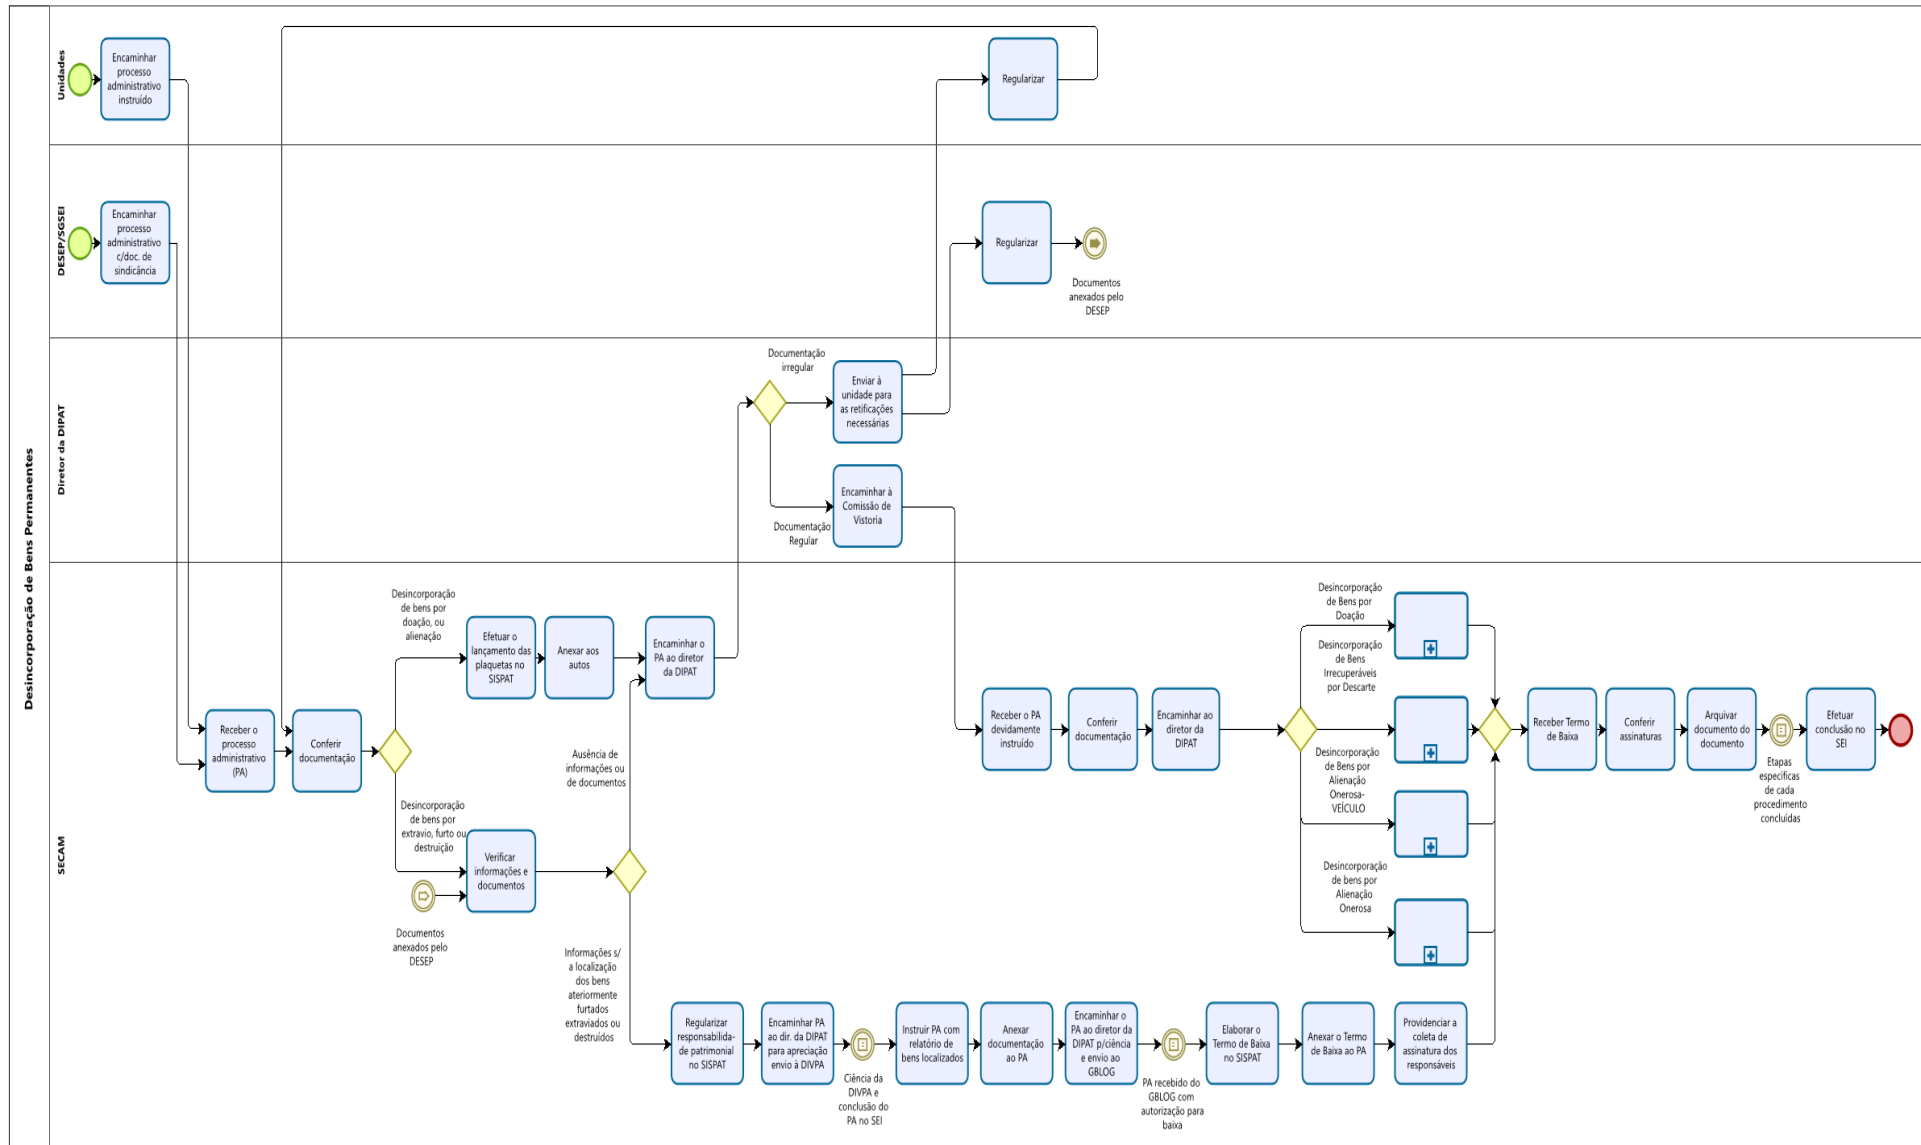 Desincorporação de Bens Permanentes
Unidades
Encaminhar
processo
administrativo
instruído
Regularizar
DESEP/SGSEI
Encaminhar
processo
administrativo
c/doc. de
sindicância
Regularizar
Documentos
anexados pelo
DESEP
Diretor da DIPAT
Documentação
irregular
Enviar à
unidade para
as retificações
necessárias
Encaminhar à
Comissão de
Vistoria
Documentação
Regular
SECAM
Receber o
processo
administrativo
(PA)
Conferir
documentação
Desincorporação
de bens por
doação, ou
alienação
Efetuar o
lançamento das
plaquetas no
SISPAT
Anexar aos
autos
Encaminhar o
PA ao diretor
da DIPAT
Desincorporação
de bens por
extravio, furto ou
destruição
Verificar
informações e
documentos
Documentos
anexados pelo
DESEP
Ausência de
informações ou
de documentos
Informações s/
a localização
dos bens
ateriormente
furtados
extraviados ou
destruídos
Regularizar
responsabilida-
de patrimonial
no SISPAT
Encaminhar PA
ao dir. da DIPAT
para apreciação
envio à DIVPA
Ciência da
DIVPA e
conclusão do
PA no SEI
Instruir PA com
relatório de
bens localizados
Anexar
documentação
ao PA
Encaminhar o
PA ao diretor da
DIPAT p/ciência
e envio ao
GBLOG
PA recebido do
GBLOG com
autorização para
baixa
Elaborar o
Termo de Baixa
no SISPAT
Anexar o Termo
de Baixa ao PA
Providenciar a
coleta de
assinatura dos
responsáveis
Receber o PA
devidamente
instruído
Conferir
documentação
Encaminhar ao
diretor da
DIPAT
Desincorporação
de Bens por
Doação
Desincorporação
de Bens
Irrecuperáveis
por Descarte
Desincorporação
de Bens por
Alienação
Onerosa-
VEÍCULO
Desincorporação
de bens por
Alienação
Onerosa
Receber Termo
de Baixa
Conferir
assinaturas
Arquivar
documento do
documento
Etapas
especificas
de cada
procedimento
concluídas
Efetuar
conclusão no
SEI